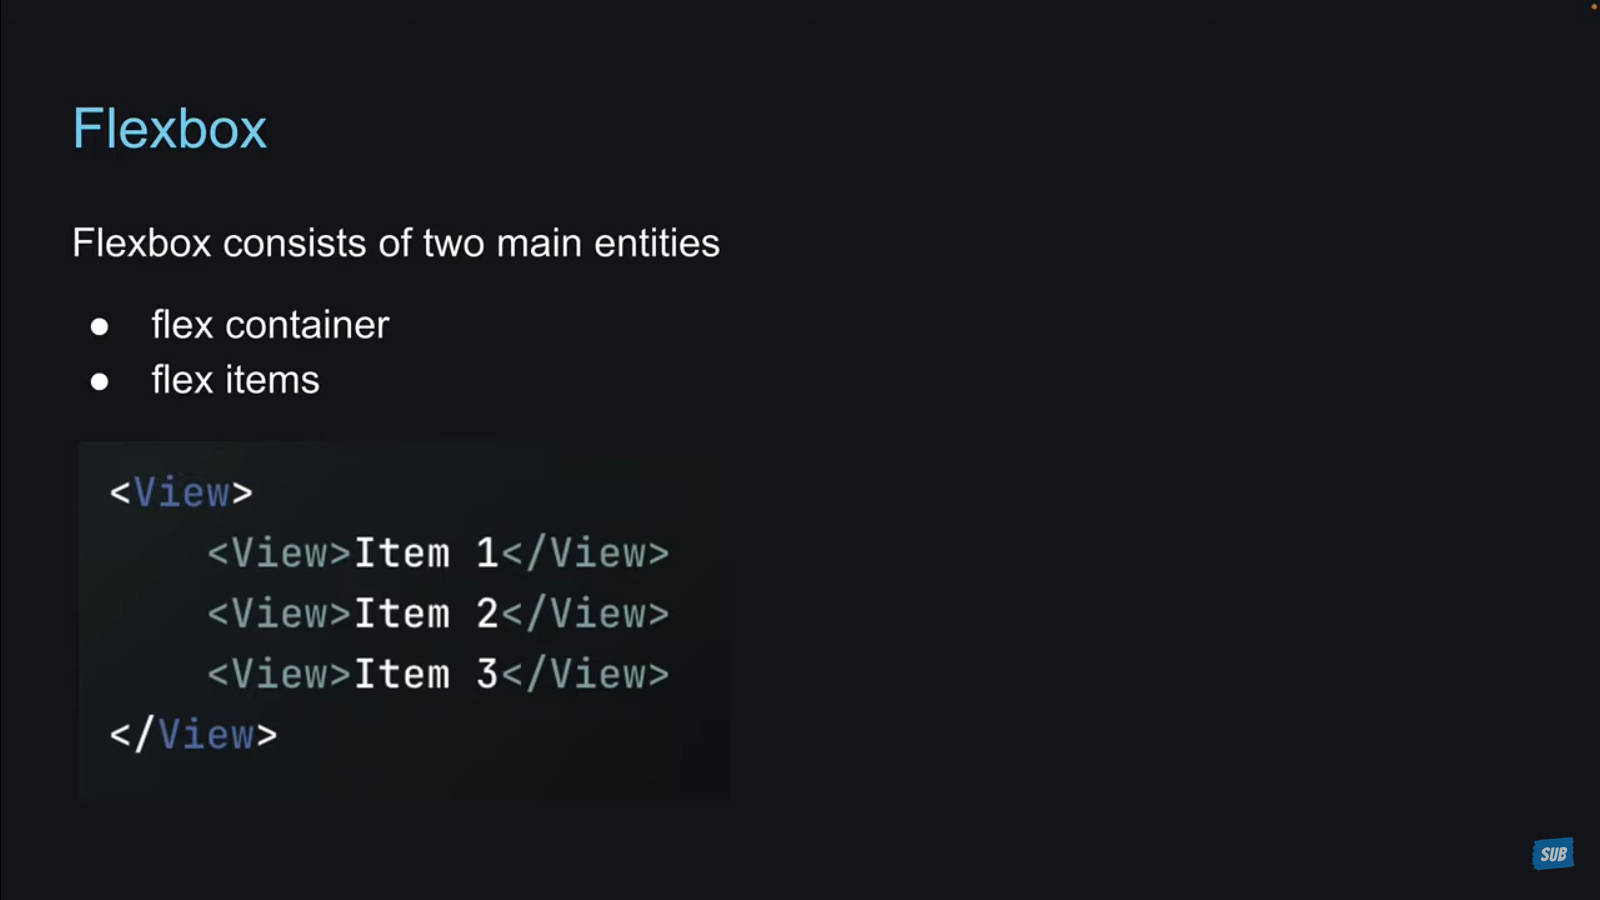 Flexbox
Flexbox consists of two main entities
● flex container
● flex items
<View>
    <View>Item 1</View>
    <View>Item 2</View>
    <View>Item 3</View>
</View>
SUB